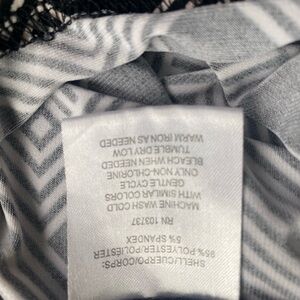 SHELL/CUERPO/CORPS:
95% POLYESTER/POLIESTER
5% SPANDEX
RN 103737
MACHINE WASH COLD
WITH SIMILAR COLORS
GENTLE CYCLE
ONLY NON-CHLORINE
BLEACH WHEN NEEDED
TUMBLE DRY LOW
WARM IRON AS NEEDED